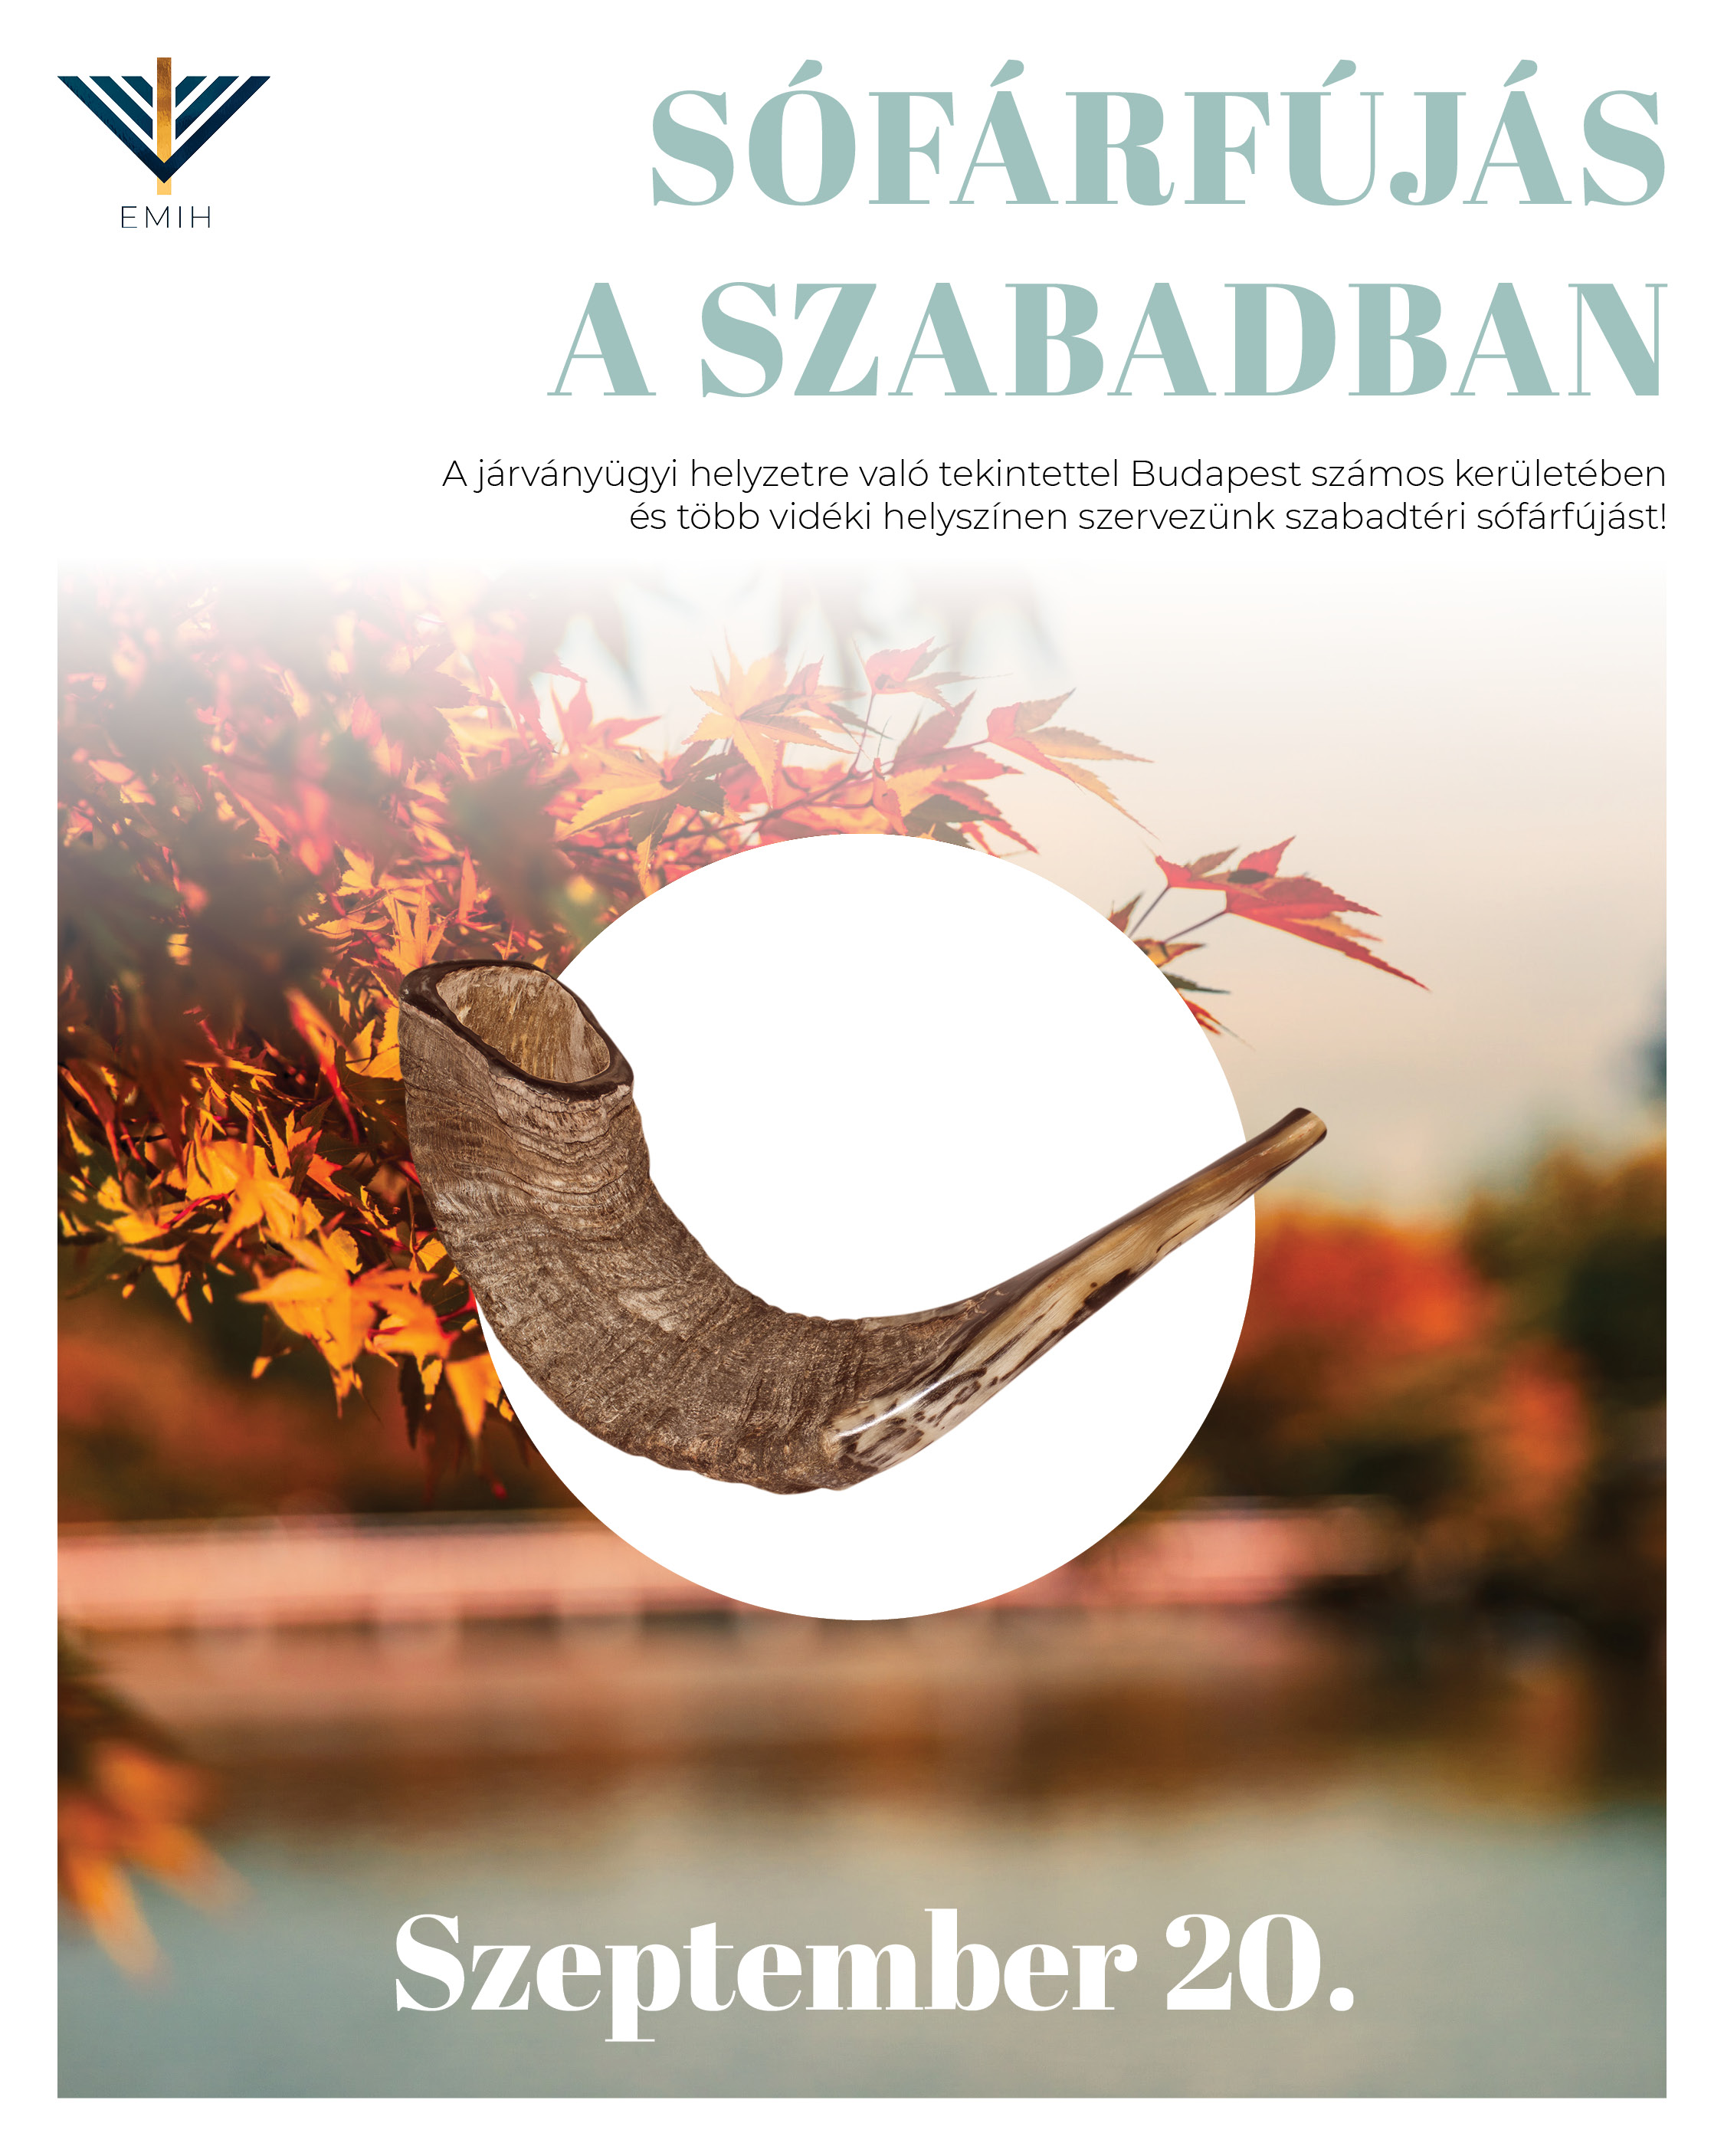 EMIH
SÓFÁRFÚJÁS
A SZABADBAN
A járványügyi helyzetre való tekintettel Budapest számos kerületében
és több vidéki helyszínen szervezünk szabadtéri sófárfújást!
Szeptember 20.